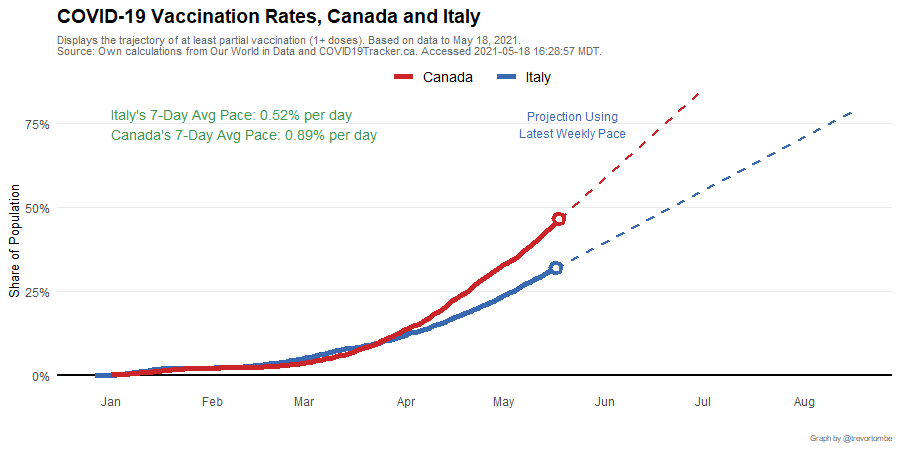 COVID-19 Vaccination Rates, Canada and Italy
Displays the trajectory of at least partial vaccination (1+ doses). Based on data to May 18, 2021.
Source: Own calculations from Our World in Data and COVID19Tracker.ca. Accessed 2021-05-18 16:28:57 MDT.
Canada Italy
Italy's 7-Day Avg Pace: 0.52% per day
Canada's 7-Day Avg Pace: 0.89% per day
Projection Using
Latest Weekly Pace
Share of Population
75%
50%
25%
0%
Jan Feb Mar Apr May Jun Jul Aug
Graph by @trevortombe